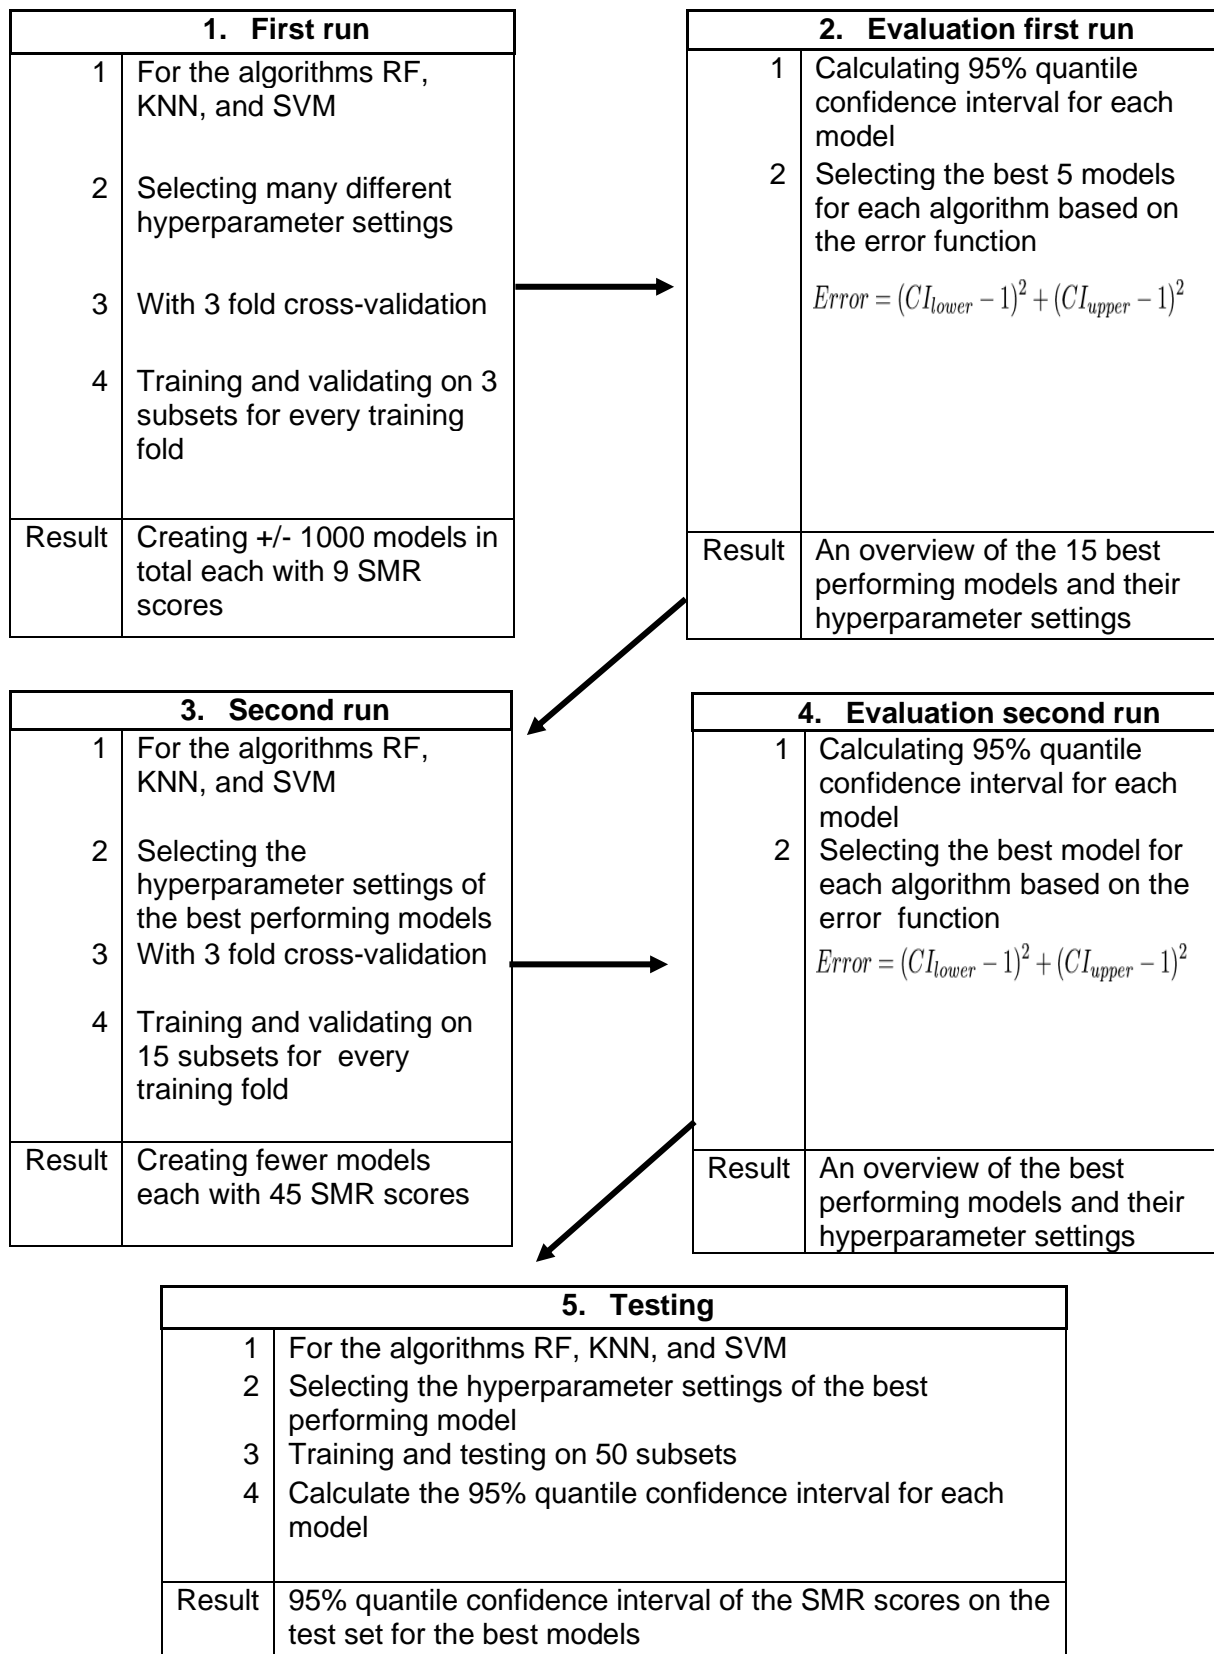 1. First run
1 For the algorithms RF,
KNN, and SVM
2 Selecting many different
hyperparameter settings
3 With 3 fold cross-validation
4 Training and validating on 3
subsets for every training
fold
Result Creating +/- 1000 models in
total each with 9 SMR
scores
2. Evaluation first run
1 Calculating 95% quantile
confidence interval for each
model
2 Selecting the best 5 models
for each algorithm based on
the error function
Error = (CI_lower − 1)² + (CI_upper − 1)²
Result An overview of the 15 best
performing models and their
hyperparameter settings
3. Second run
1 For the algorithms RF,
KNN, and SVM
2 Selecting the
hyperparameter settings of
the best performing models
3 With 3 fold cross-validation
4 Training and validating on
15 subsets for every
training fold
Result Creating fewer models
each with 45 SMR scores
4. Evaluation second run
1 Calculating 95% quantile
confidence interval for each
model
2 Selecting the best model for
each algorithm based on the
error function
Error = (CI_lower − 1)² + (CI_upper − 1)²
Result An overview of the best
performing models and their
hyperparameter settings
5. Testing
1 For the algorithms RF, KNN, and SVM
2 Selecting the hyperparameter settings of the best
performing model
3 Training and testing on 50 subsets
4 Calculate the 95% quantile confidence interval for each
model
Result 95% quantile confidence interval of the SMR scores on the
test set for the best models